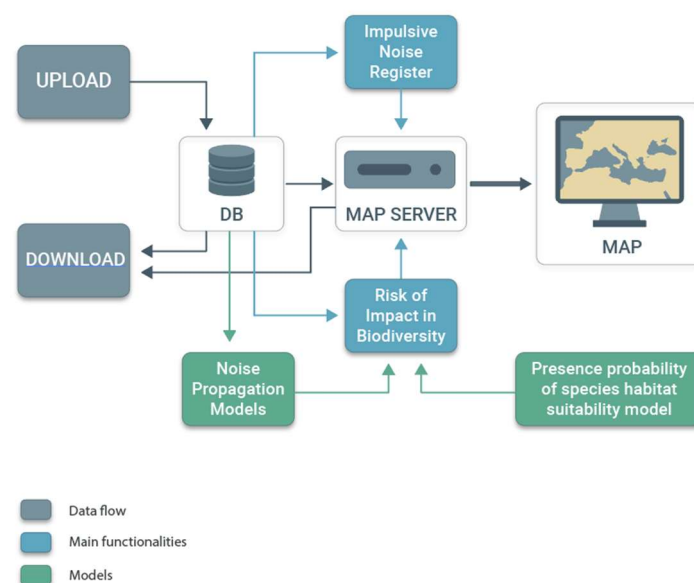 Impulsive
Noise
Register
UPLOAD
DB
MAP SERVER
MAP
DOWNLOAD
Risk of
Impact in
Biodiversity
Noise
Propagation
Models
Presence probability
of species habitat
suitability model
Data flow
Main functionalities
Models